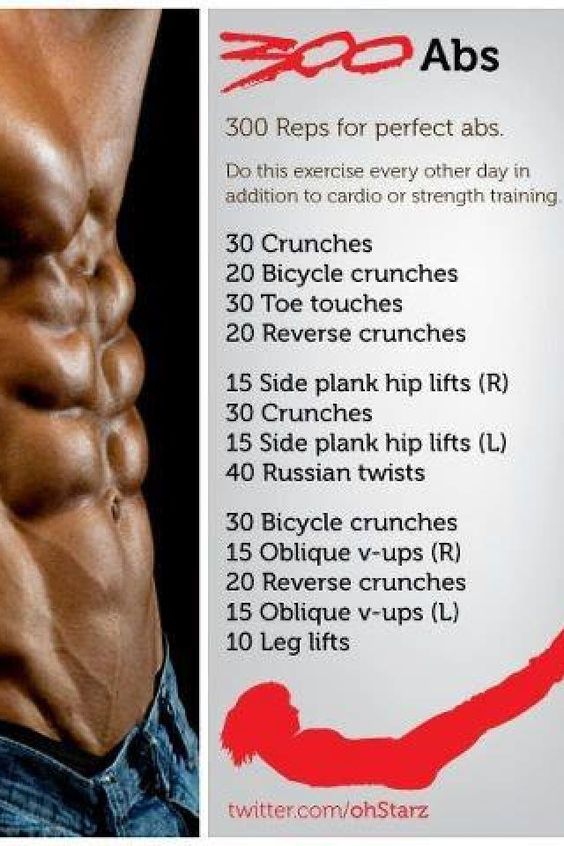 300 Abs
300 Reps for perfect abs.
Do this exercise every other day in
addition to cardio or strength training.
30 Crunches
20 Bicycle crunches
30 Toe touches
20 Reverse crunches
15 Side plank hip lifts (R)
30 Crunches
15 Side plank hip lifts (L)
40 Russian twists
30 Bicycle crunches
15 Oblique v-ups (R)
20 Reverse crunches
15 Oblique v-ups (L)
10 Leg lifts
twitter.com/ohStarz